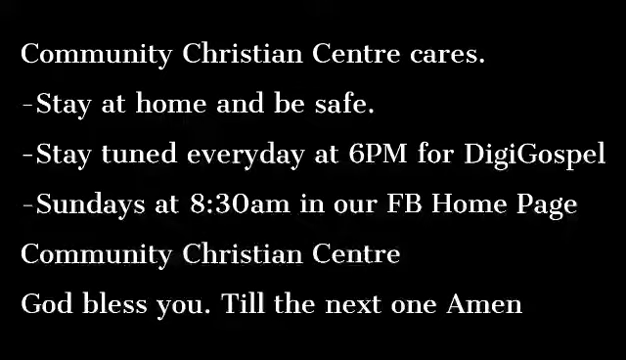 Community Christian Centre cares.
-Stay at home and be safe.
-Stay tuned everyday at 6PM for DigiGospel
-Sundays at 8:30am in our FB Home Page
Community Christian Centre
God bless you. Till the next one Amen